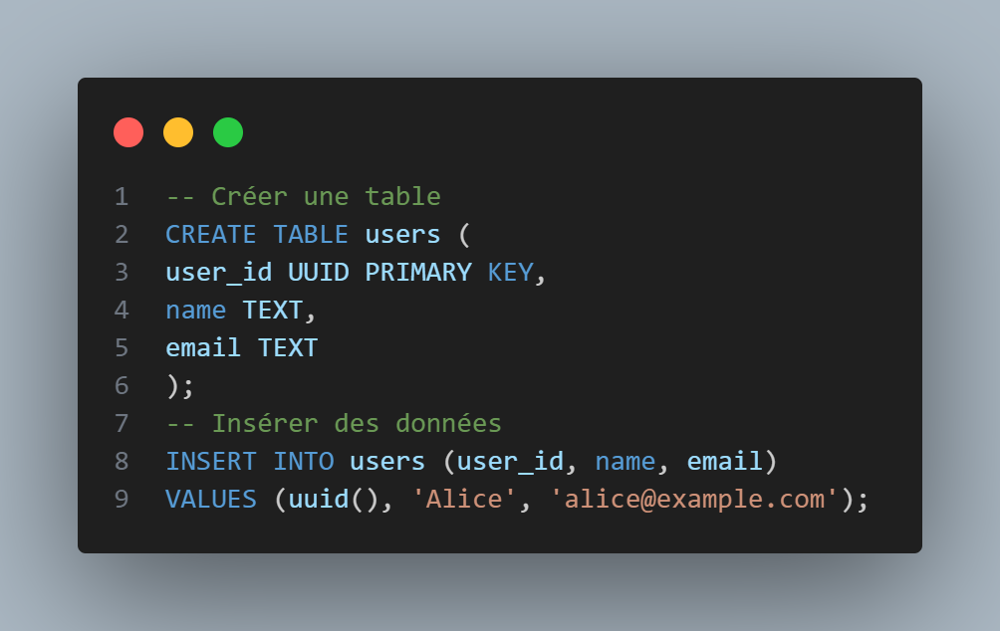 1 -- Créer une table
2 CREATE TABLE users (
3 user_id UUID PRIMARY KEY,
4 name TEXT,
5 email TEXT
6 );
7 -- Insérer des données
8 INSERT INTO users (user_id, name, email)
9 VALUES (uuid(), 'Alice', 'alice@example.com');